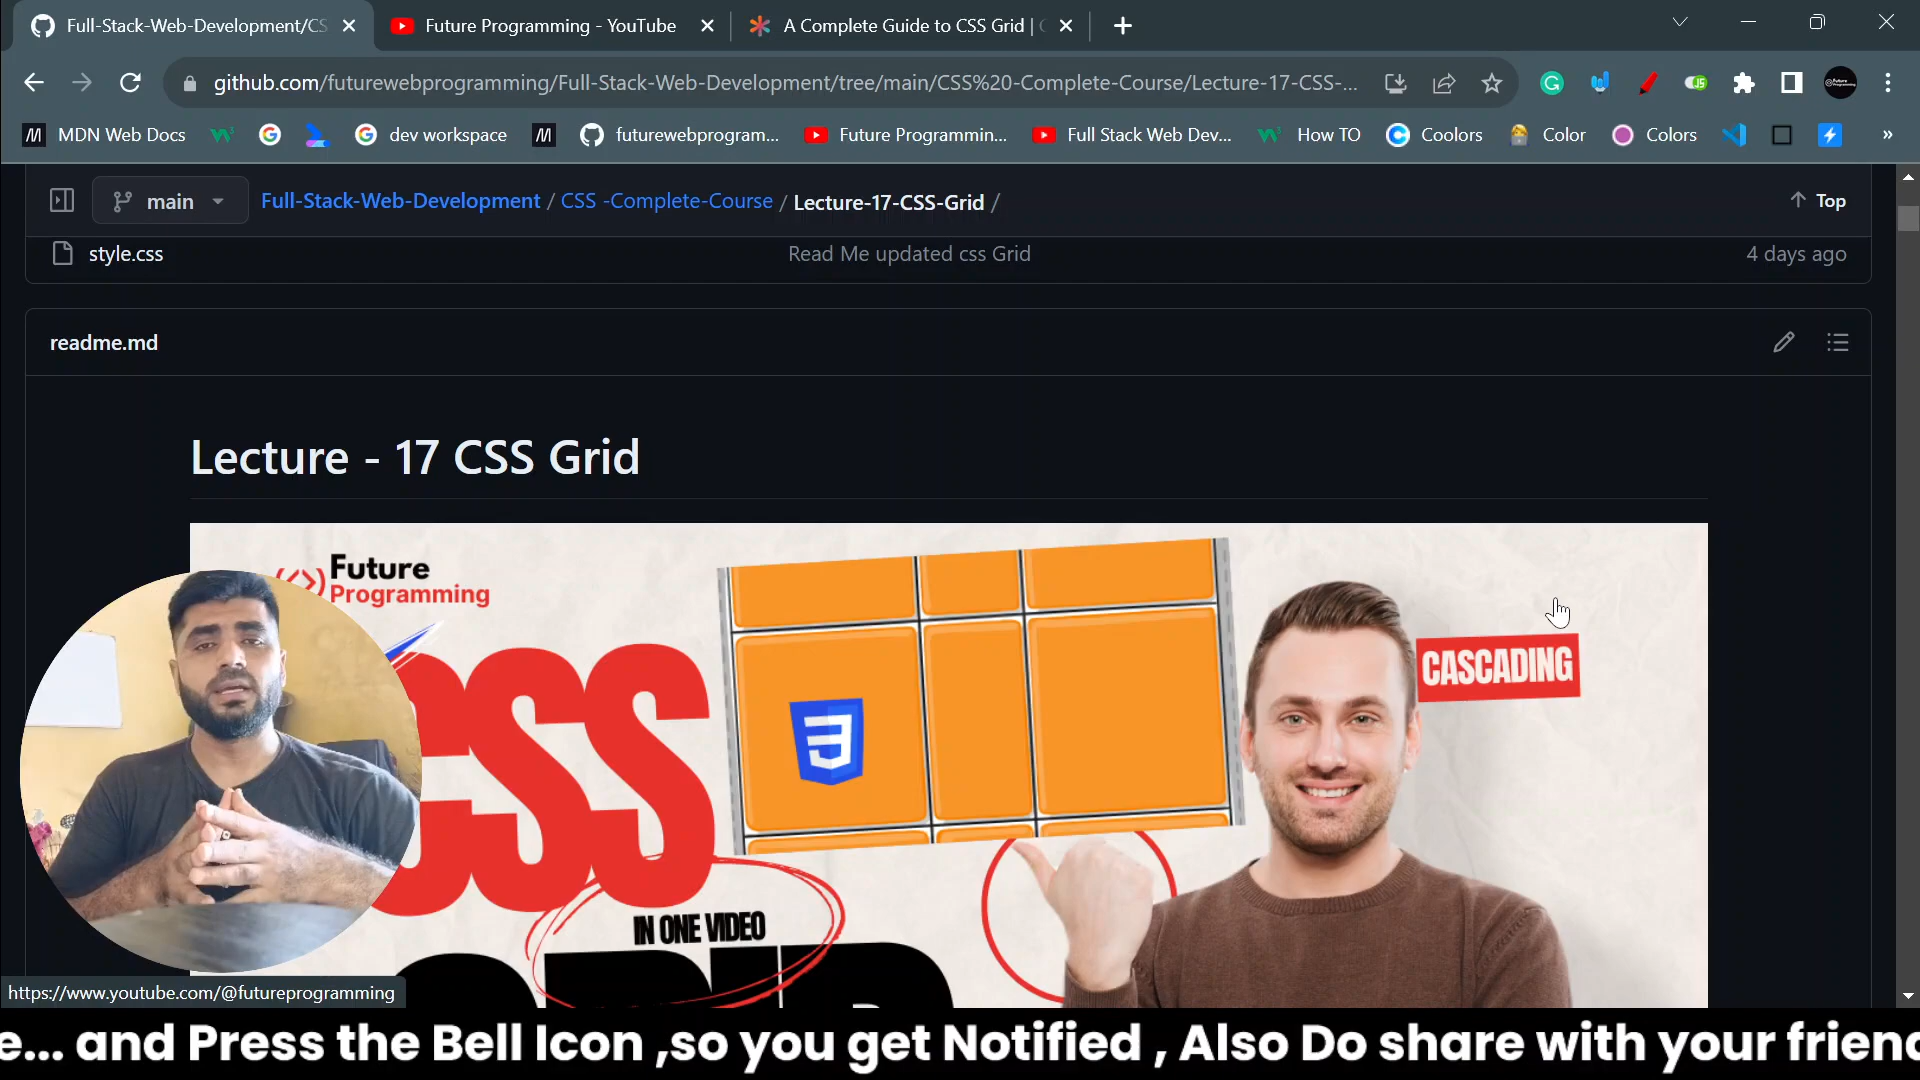 Full-Stack-Web-Development/CS
Future Programming - YouTube
A Complete Guide to CSS Grid |
github.com/futurewebprogramming/Full-Stack-Web-Development/tree/main/CSS%20-Complete-Course/Lecture-17-CSS-...
MDN Web Docs
dev workspace
futurewebprogram...
Future Programmin...
Full Stack Web Dev...
How TO
Coolors
Color
Colors
»
main
Full-Stack-Web-Development / CSS -Complete-Course / Lecture-17-CSS-Grid /
Top
style.css
Read Me updated css Grid
4 days ago
readme.md
Lecture - 17 CSS Grid
Future
Programming
CSS
CASCADING
IN ONE VIDEO
https://www.youtube.com/@futureprogramming
e... and Press the Bell Icon ,so you get Notified , Also Do share with your friend